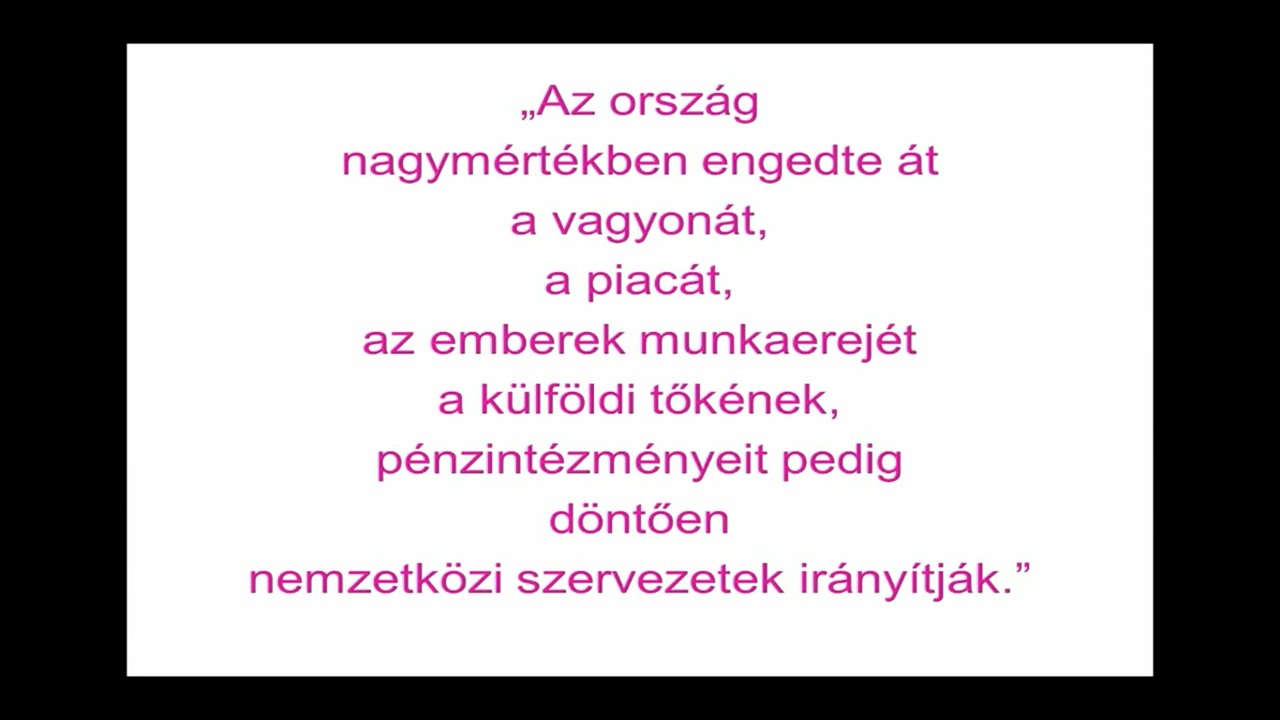 „Az ország
nagymértékben engedte át
a vagyonát,
a piacát,
az emberek munkaerejét
a külföldi tőkének,
pénzintézményeit pedig
döntően
nemzetközi szervezetek irányítják.”